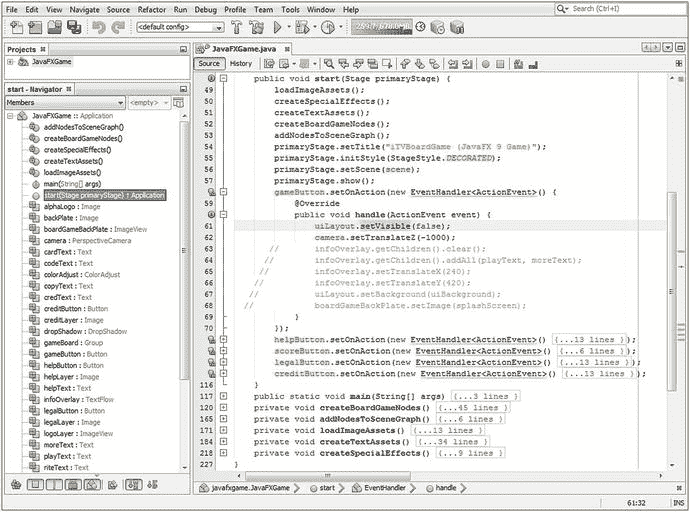 File Edit View Navigate Source Refactor Run Debug Profile Team Tools Window Help
Search (Ctrl+I)
<default config>
Projects
JavaFXGame
start - Navigator
Members
<empty>
JavaFXGame :: Application
addNodesToSceneGraph()
createBoardGameNodes()
createSpecialEffects()
createTextAssets()
loadImageAssets()
main(String[] args)
start(Stage primaryStage) ↑ Application
alphaLogo : Image
backPlate : Image
boardGameBackPlate : ImageView
camera : PerspectiveCamera
cardText : Text
codeText : Text
colorAdjust : ColorAdjust
copyText : Text
credText : Text
creditButton : Button
creditLayer : Image
dropShadow : DropShadow
gameBoard : Group
gameButton : Button
helpButton : Button
helpLayer : Image
helpText : Text
infoOverlay : TextFlow
legalButton : Button
legalLayer : Image
logoLayer : ImageView
moreText : Text
playText : Text
riteText : Text
JavaFXGame.java
Source History
public void start(Stage primaryStage) {
49 loadImageAssets();
50 createSpecialEffects();
51 createTextAssets();
52 createBoardGameNodes();
53 addNodesToSceneGraph();
54 primaryStage.setTitle("iTVBoardGame (JavaFX 9 Game)");
55 primaryStage.initStyle(StageStyle.DECORATED);
56 primaryStage.setScene(scene);
57 primaryStage.show();
gameButton.setOnAction(new EventHandler<ActionEvent>() {
59 @Override
public void handle(ActionEvent event) {
61 uiLayout.setVisible(false);
62 camera.setTranslateZ(-1000);
63 // infoOverlay.getChildren().clear();
64 // infoOverlay.getChildren().addAll(playText, moreText);
65 // infoOverlay.setTranslateX(240);
66 // infoOverlay.setTranslateY(420);
67 // uiLayout.setBackground(uiBackground);
68 // boardGameBackPlate.setImage(splashScreen);
69 }
70 });
helpButton.setOnAction(new EventHandler<ActionEvent>() {...13 lines });
scoreButton.setOnAction(new EventHandler<ActionEvent>() {...6 lines });
legalButton.setOnAction(new EventHandler<ActionEvent>() {...13 lines });
creditButton.setOnAction(new EventHandler<ActionEvent>() {...13 lines });
116 }
117 public static void main(String[] args) {...3 lines }
120 private void createBoardGameNodes() {...45 lines }
165 private void addNodesToSceneGraph() {...6 lines }
171 private void loadImageAssets() {...13 lines }
184 private void createTextAssets() {...34 lines }
218 private void createSpecialEffects() {...9 lines }
227 }
javafxgame.JavaFXGame start EventHandler handle
61:32 INS